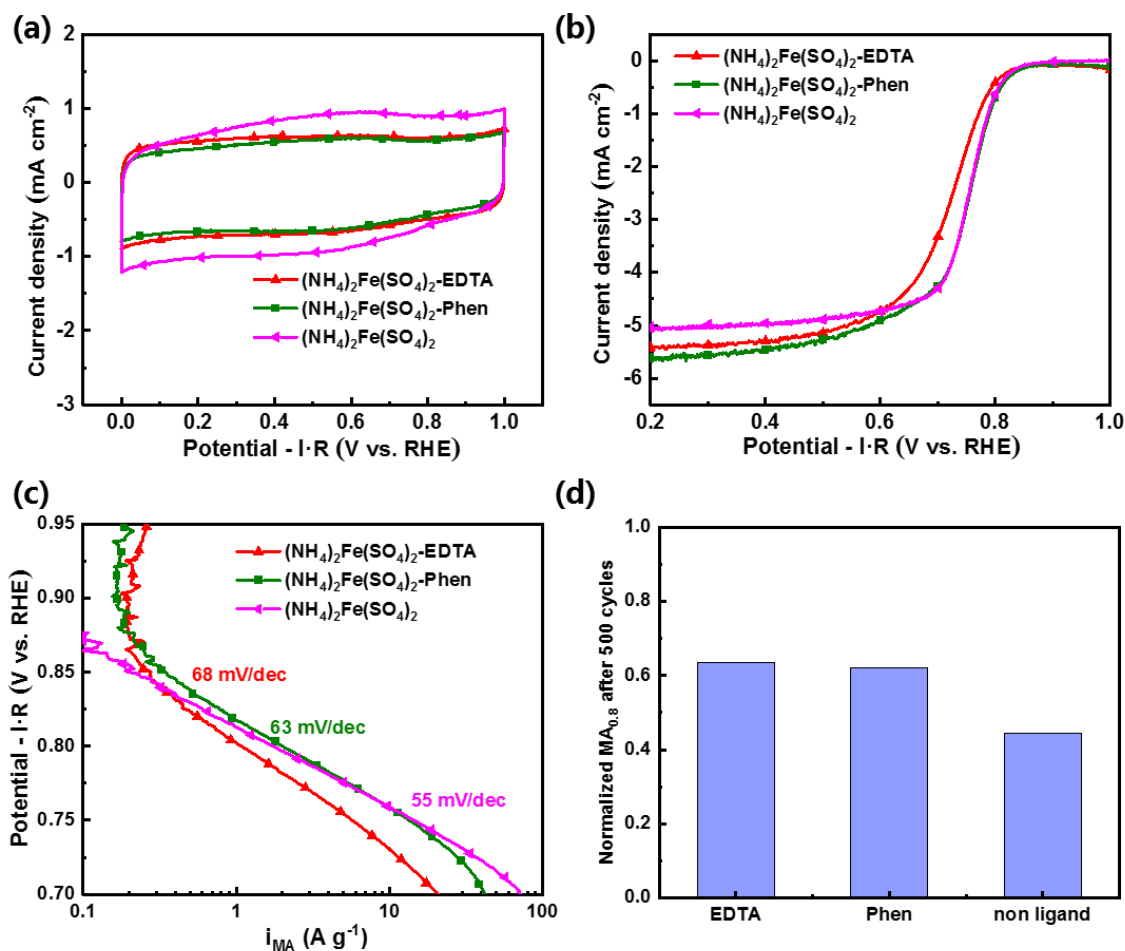 (a)
2
1
0
-1
-2
-3
Current density (mA cm⁻²)
(NH₄)₂Fe(SO₄)₂-EDTA
(NH₄)₂Fe(SO₄)₂-Phen
(NH₄)₂Fe(SO₄)₂
0.0 0.2 0.4 0.6 0.8 1.0
Potential - I·R (V vs. RHE)
(b)
0
-1
-2
-3
-4
-5
-6
Current density (mA cm⁻²)
(NH₄)₂Fe(SO₄)₂-EDTA
(NH₄)₂Fe(SO₄)₂-Phen
(NH₄)₂Fe(SO₄)₂
0.2 0.4 0.6 0.8 1.0
Potential - I·R (V vs. RHE)
(c)
0.95
0.90
0.85
0.80
0.75
0.70
Potential - I·R (V vs. RHE)
(NH₄)₂Fe(SO₄)₂-EDTA
(NH₄)₂Fe(SO₄)₂-Phen
(NH₄)₂Fe(SO₄)₂
68 mV/dec
63 mV/dec
55 mV/dec
0.1 1 10 100
i_MA (A g⁻¹)
(d)
1.0
0.8
0.6
0.4
0.2
0.0
Normalized MA₀.₈ after 500 cycles
EDTA Phen non ligand